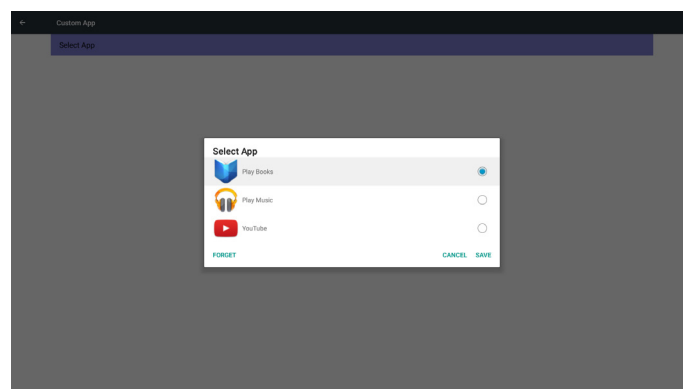 Custom App
Select App
Select App
Play Books
Play Music
YouTube
FORGET CANCEL SAVE